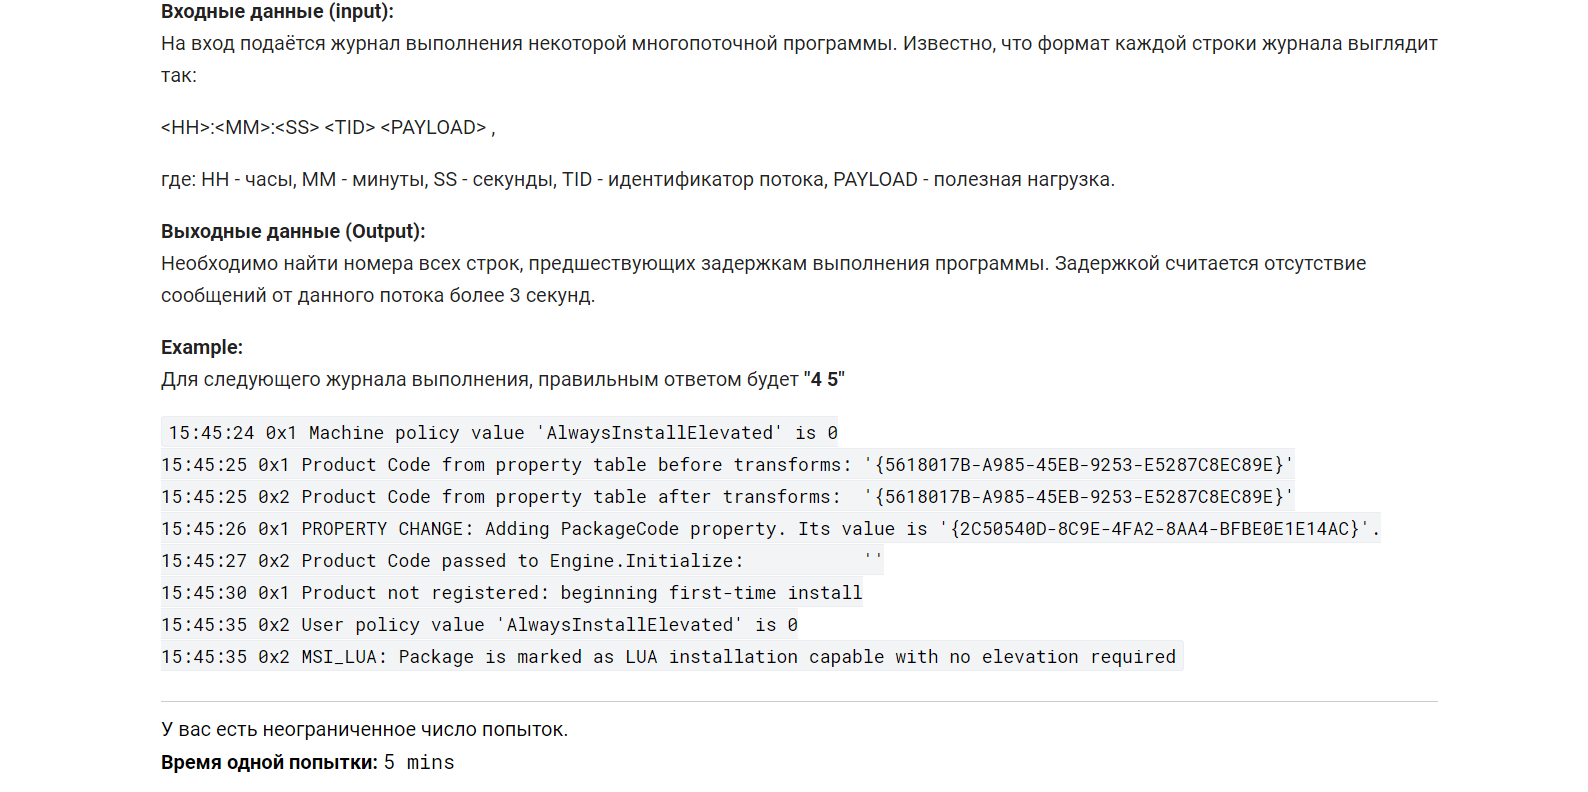 Входные данные (input):
На вход подаётся журнал выполнения некоторой многопоточной программы. Известно, что формат каждой строки журнала выглядит
так:
<HH>:<MM>:<SS> <TID> <PAYLOAD> ,
где: HH - часы, MM - минуты, SS - секунды, TID - идентификатор потока, PAYLOAD - полезная нагрузка.
Выходные данные (Output):
Необходимо найти номера всех строк, предшествующих задержкам выполнения программы. Задержкой считается отсутствие
сообщений от данного потока более 3 секунд.
Example:
Для следующего журнала выполнения, правильным ответом будет "4 5"
15:45:24 0x1 Machine policy value 'AlwaysInstallElevated' is 0
15:45:25 0x1 Product Code from property table before transforms: '{5618017B-A985-45EB-9253-E5287C8EC89E}'
15:45:25 0x2 Product Code from property table after transforms:  '{5618017B-A985-45EB-9253-E5287C8EC89E}'
15:45:26 0x1 PROPERTY CHANGE: Adding PackageCode property. Its value is '{2C50540D-8C9E-4FA2-8AA4-BFBE0E1E14AC}'.
15:45:27 0x2 Product Code passed to Engine.Initialize:           ''
15:45:30 0x1 Product not registered: beginning first-time install
15:45:35 0x2 User policy value 'AlwaysInstallElevated' is 0
15:45:35 0x2 MSI_LUA: Package is marked as LUA installation capable with no elevation required
У вас есть неограниченное число попыток.
Время одной попытки: 5 mins